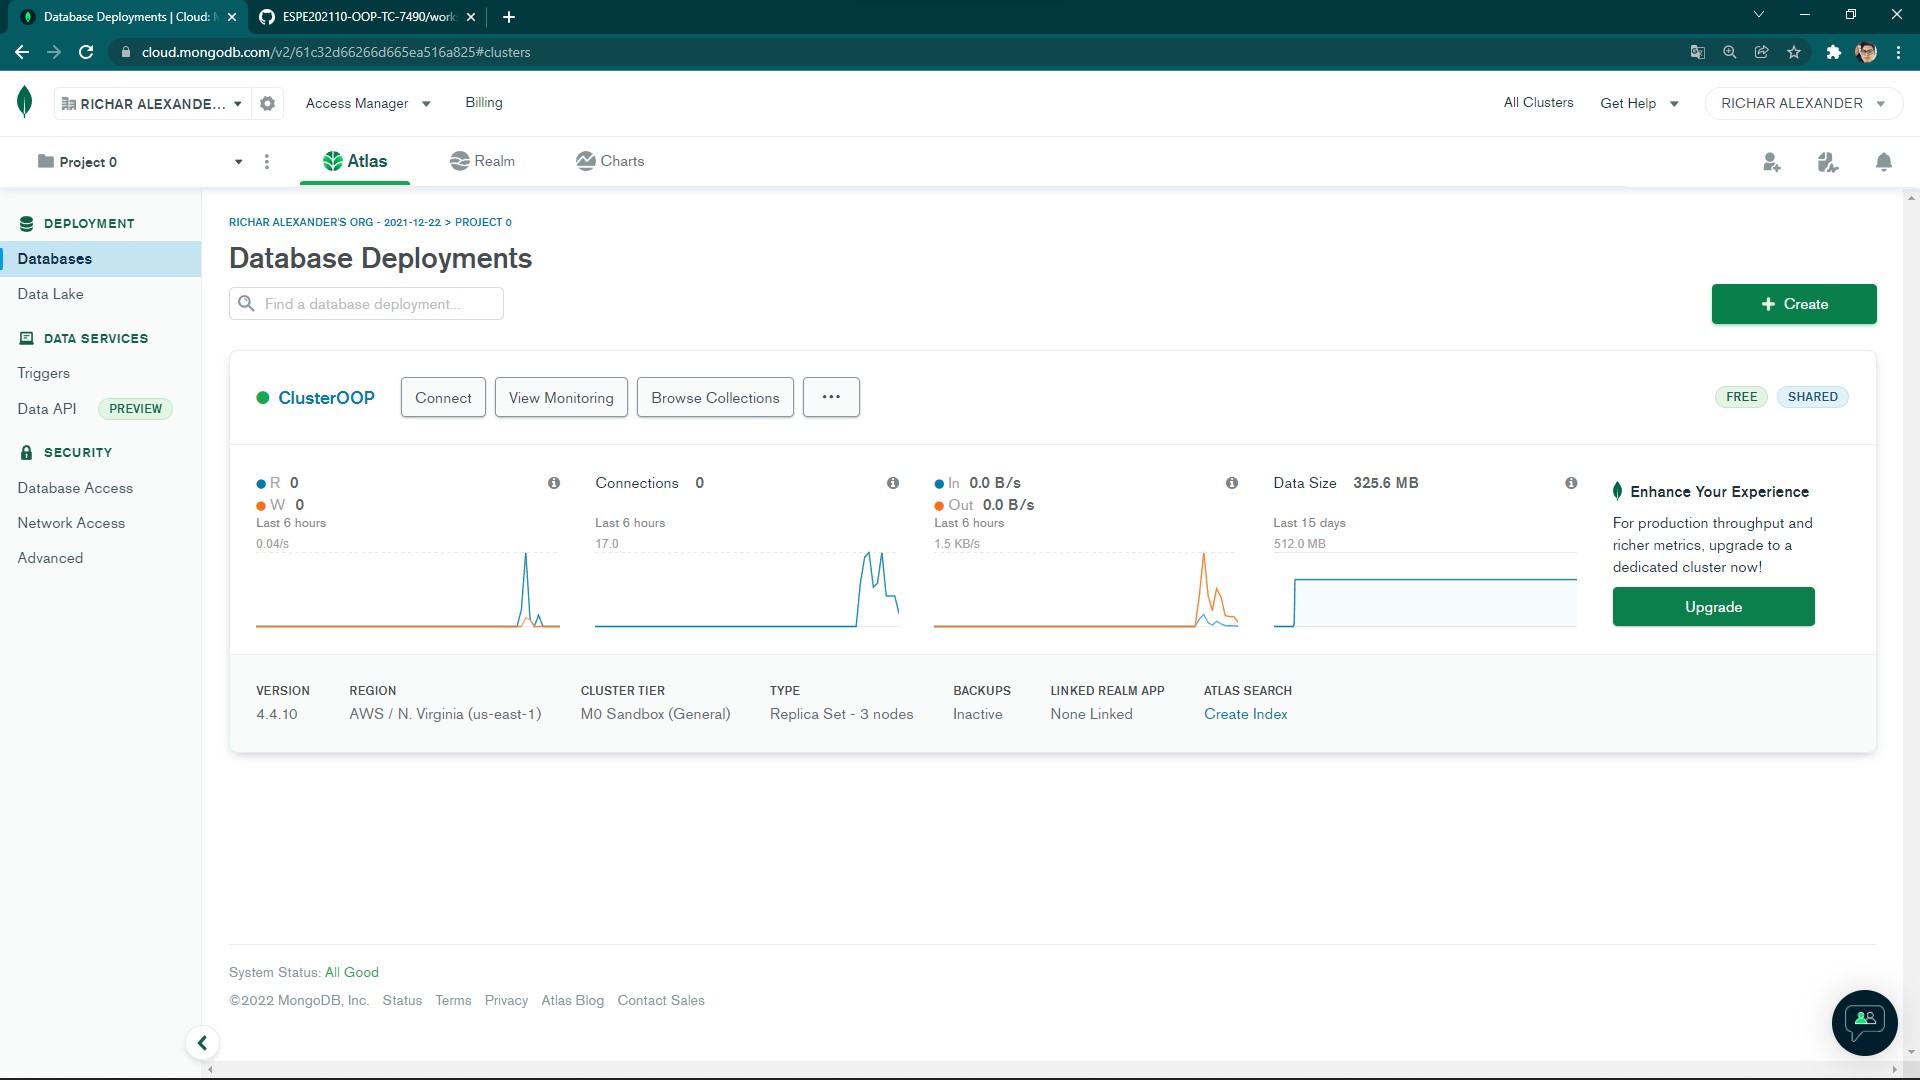 Database Deployments | Cloud: M
ESPE202110-OOP-TC-7490/work
cloud.mongodb.com/v2/61c32d66266d665ea516a825#clusters
RICHAR ALEXANDE...
Access Manager
Billing
All Clusters
Get Help
RICHAR ALEXANDER
Project 0
Atlas
Realm
Charts
DEPLOYMENT
Databases
Data Lake
DATA SERVICES
Triggers
Data API PREVIEW
SECURITY
Database Access
Network Access
Advanced
RICHAR ALEXANDER'S ORG - 2021-12-22 > PROJECT 0
Database Deployments
Find a database deployment...
+ Create
ClusterOOP
Connect
View Monitoring
Browse Collections
...
FREE
SHARED
R 0
W 0
Last 6 hours
0.04/s
Connections 0
Last 6 hours
17.0
In 0.0 B/s
Out 0.0 B/s
Last 6 hours
1.5 KB/s
Data Size 325.6 MB
Last 15 days
512.0 MB
Enhance Your Experience
For production throughput and
richer metrics, upgrade to a
dedicated cluster now!
Upgrade
VERSION
4.4.10
REGION
AWS / N. Virginia (us-east-1)
CLUSTER TIER
M0 Sandbox (General)
TYPE
Replica Set - 3 nodes
BACKUPS
Inactive
LINKED REALM APP
None Linked
ATLAS SEARCH
Create Index
System Status: All Good
©2022 MongoDB, Inc. Status Terms Privacy Atlas Blog Contact Sales